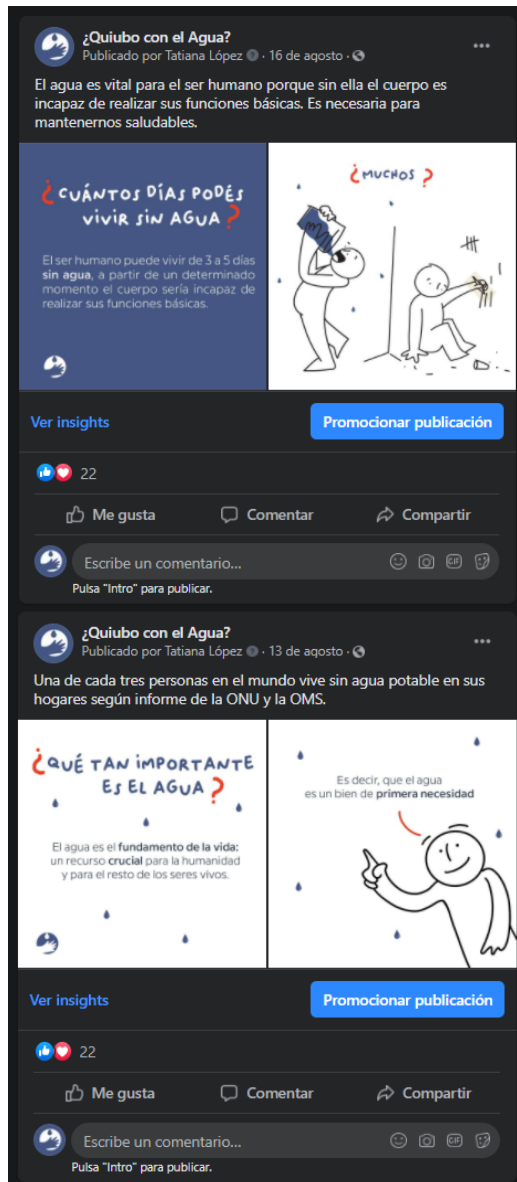 ¿Quiubo con el Agua?
Publicado por Tatiana López · 16 de agosto ·
El agua es vital para el ser humano porque sin ella el cuerpo es
incapaz de realizar sus funciones básicas. Es necesaria para
mantenernos saludables.
¿CUÁNTOS DÍAS PODÉS
VIVIR SIN AGUA?
El ser humano puede vivir de 3 a 5 días
sin agua, a partir de un determinado
momento el cuerpo sería incapaz de
realizar sus funciones básicas.
¿MUCHOS?
Ver insights
Promocionar publicación
22
Me gusta
Comentar
Compartir
Escribe un comentario...
GIF
Pulsa "Intro" para publicar.
¿Quiubo con el Agua?
Publicado por Tatiana López · 13 de agosto ·
Una de cada tres personas en el mundo vive sin agua potable en sus
hogares según informe de la ONU y la OMS.
¿QUÉ TAN IMPORTANTE
ES EL AGUA?
El agua es el fundamento de la vida:
un recurso crucial para la humanidad
y para el resto de los seres vivos.
Es decir, que el agua
es un bien de primera necesidad
Ver insights
Promocionar publicación
22
Me gusta
Comentar
Compartir
Escribe un comentario...
GIF
Pulsa "Intro" para publicar.